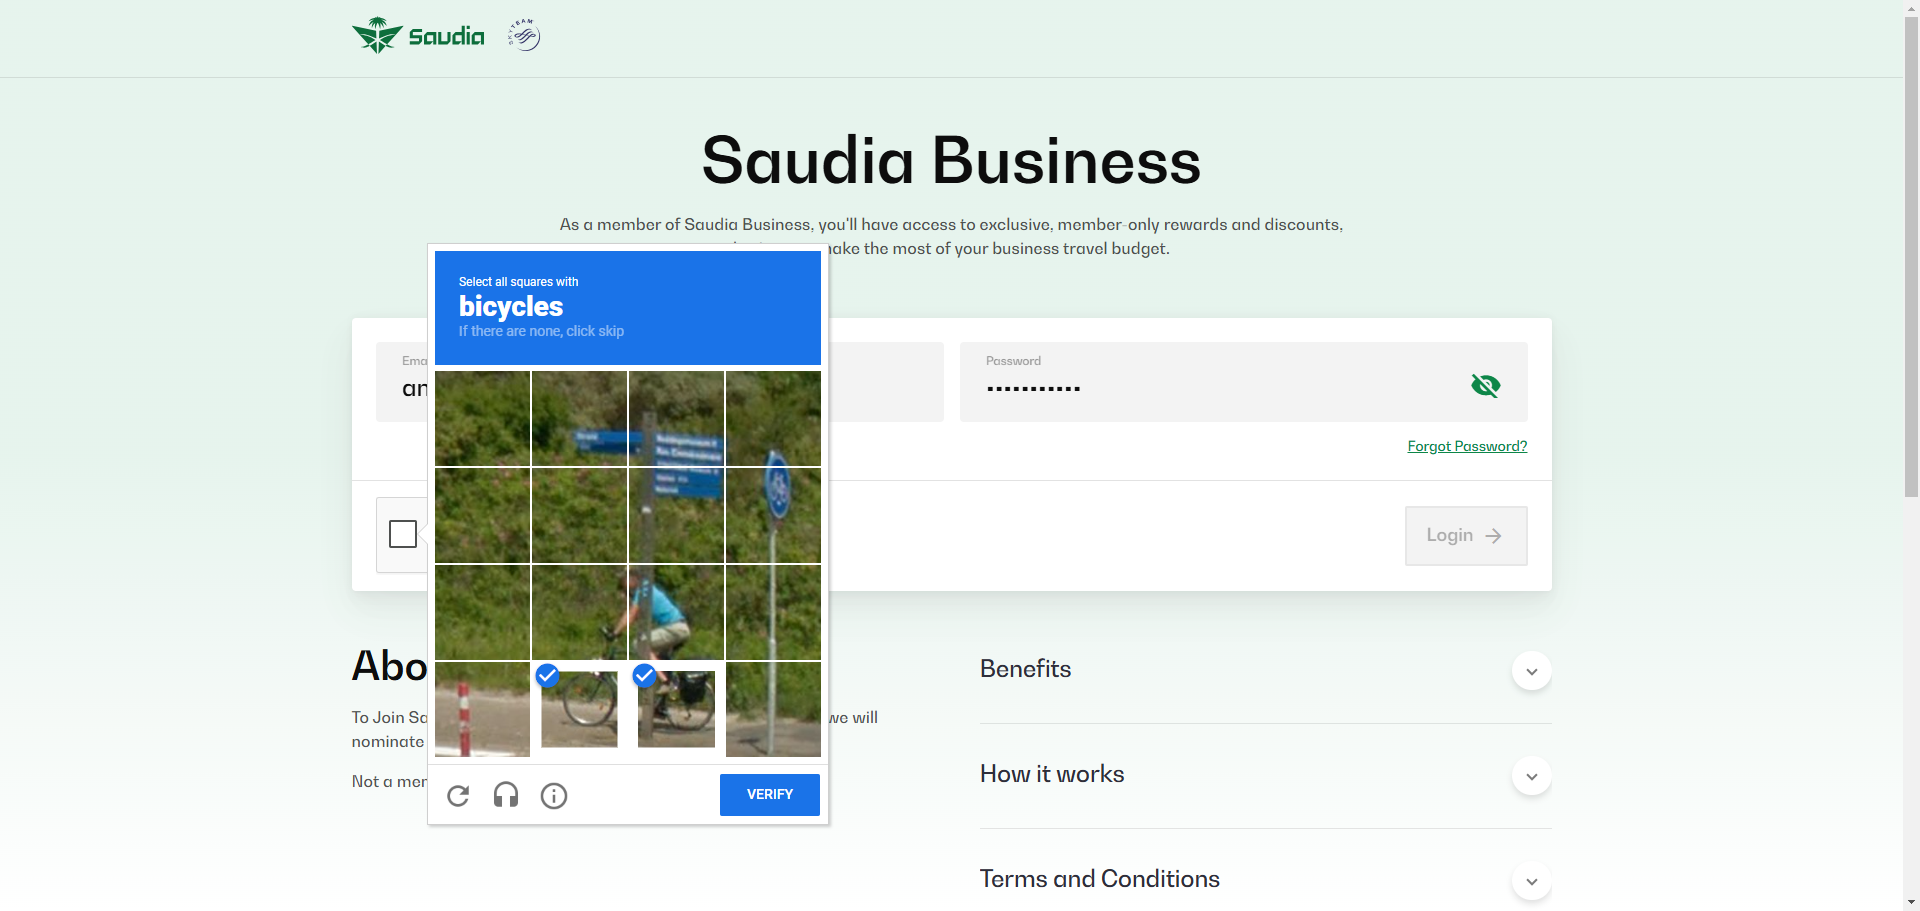 Saudia
SKYTEAM
Saudia Business
As a member of Saudia Business, you'll have access to exclusive, member-only rewards and discounts,
make the most of your business travel budget.
Select all squares with
bicycles
If there are none, click skip
Ema
an
Password
•••••••••••
Forgot Password?
Login
VERIFY
Abo
To Join Sa
we will
nominate
Not a mer
Benefits
How it works
Terms and Conditions